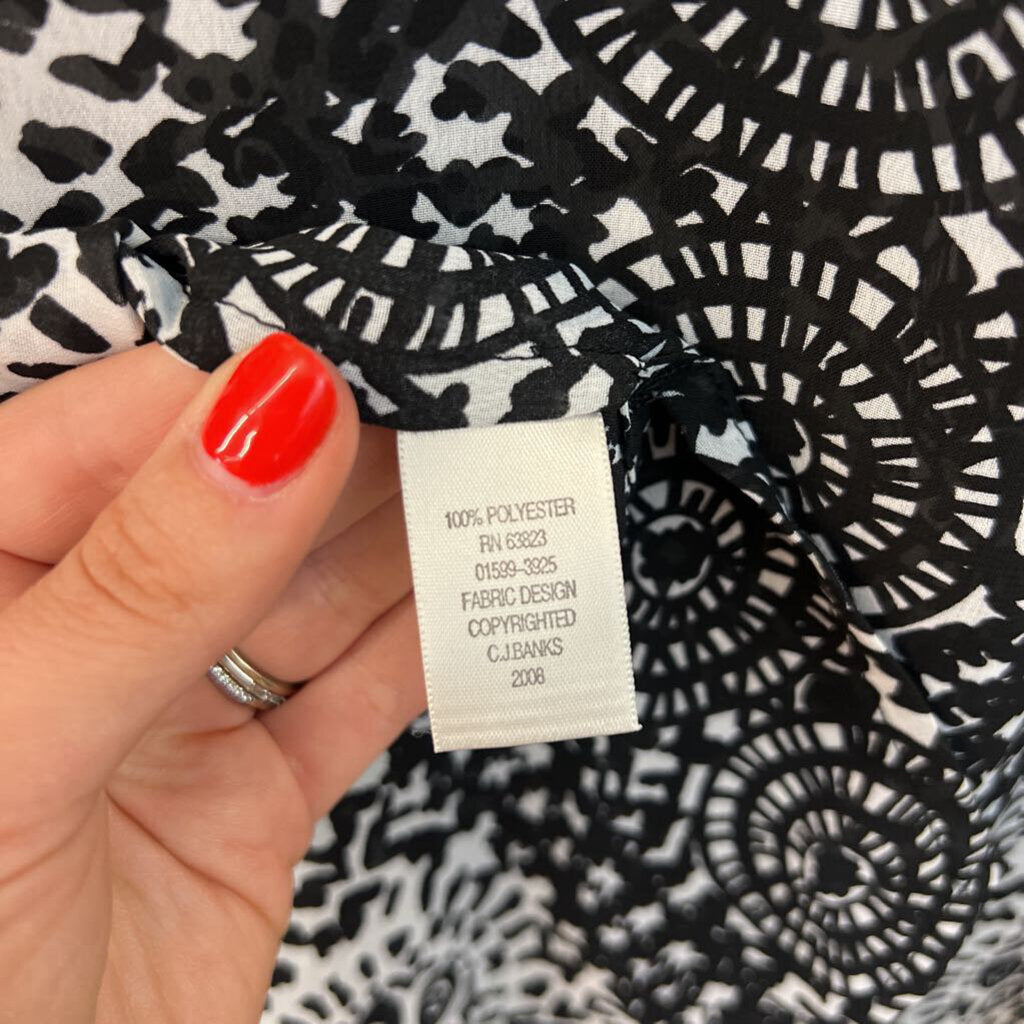 100% POLYESTER
RN 63823
01599-3925
FABRIC DESIGN
COPYRIGHTED
C.J.BANKS
2008